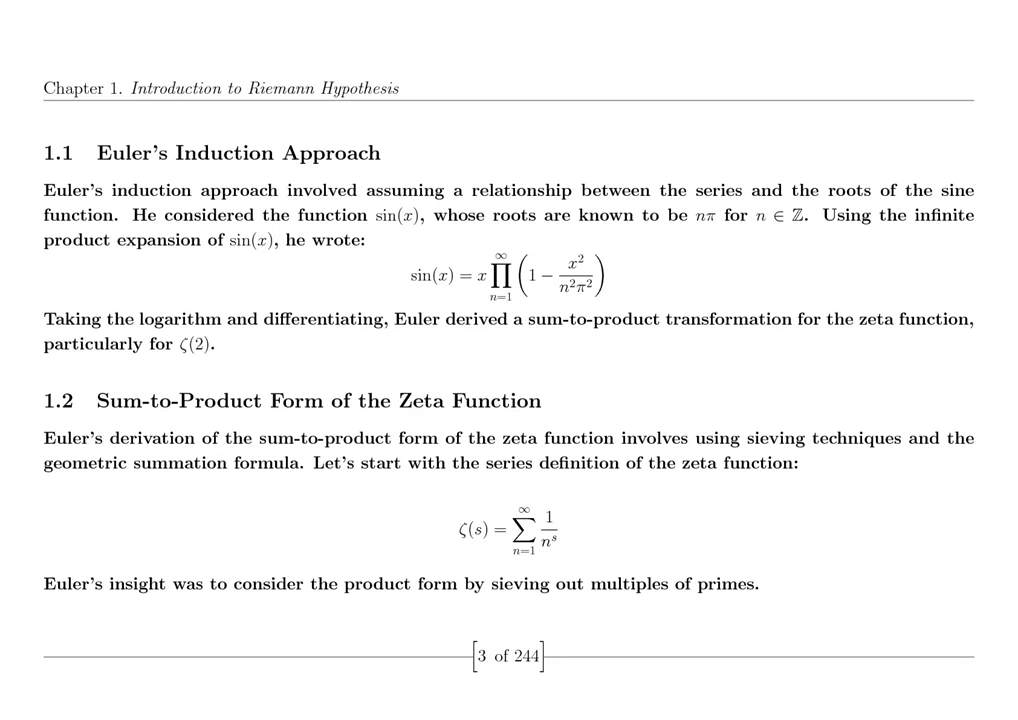 Chapter 1. Introduction to Riemann Hypothesis
1.1 Euler's Induction Approach
Euler's induction approach involved assuming a relationship between the series and the roots of the sine
function. He considered the function sin(x), whose roots are known to be nπ for n ∈ ℤ. Using the infinite
product expansion of sin(x), he wrote:
sin(x) = x ∏_{n=1}^{∞} (1 − x²/(n²π²))
Taking the logarithm and differentiating, Euler derived a sum-to-product transformation for the zeta function,
particularly for ζ(2).
1.2 Sum-to-Product Form of the Zeta Function
Euler's derivation of the sum-to-product form of the zeta function involves using sieving techniques and the
geometric summation formula. Let's start with the series definition of the zeta function:
ζ(s) = ∑_{n=1}^{∞} 1/n^s
Euler's insight was to consider the product form by sieving out multiples of primes.
[3 of 244]